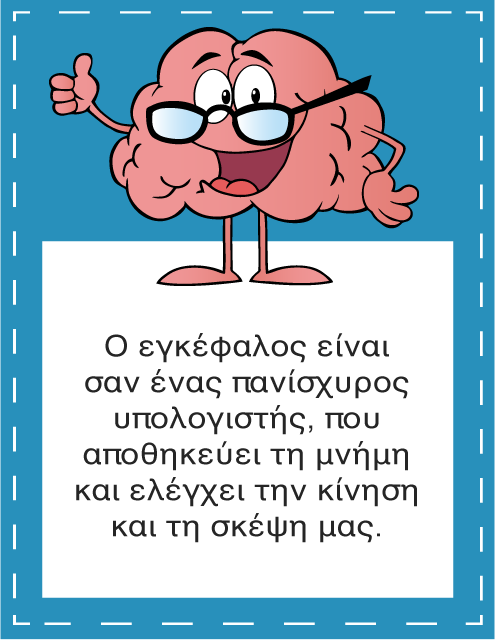 Ο εγκέφαλος είναι
σαν ένας πανίσχυρος
υπολογιστής, που
αποθηκεύει τη μνήμη
και ελέγχει την κίνηση
και τη σκέψη μας.